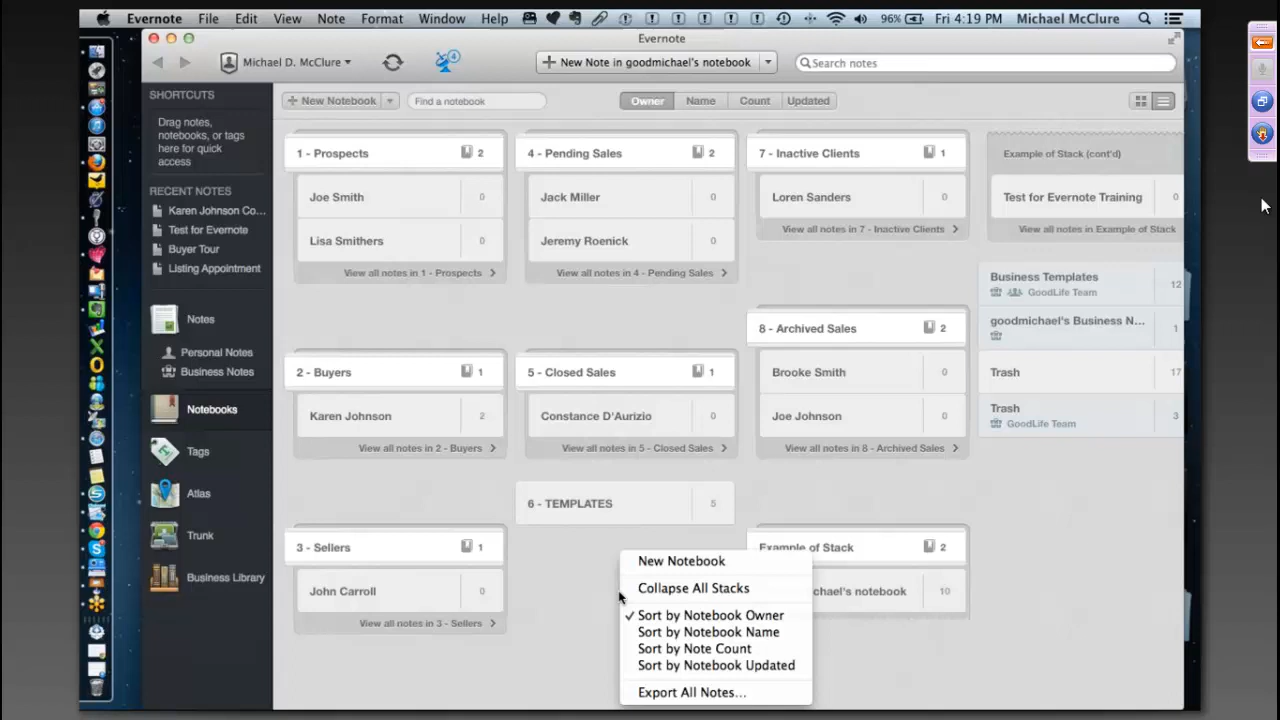 Evernote File Edit View Note Format Window Help 96% Fri 4:19 PM Michael McClure
Evernote
Michael D. McClure
4
New Note in goodmichael's notebook
Search notes
SHORTCUTS
Drag notes,
notebooks, or tags
here for quick
access
RECENT NOTES
Karen Johnson Co...
Test for Evernote
Buyer Tour
Listing Appointment
Notes
Personal Notes
Business Notes
Notebooks
Tags
Atlas
Trunk
Business Library
+ New Notebook
Find a notebook
Owner Name Count Updated
1 - Prospects 2
Joe Smith 0
Lisa Smithers 0
View all notes in 1 - Prospects
2 - Buyers 1
Karen Johnson 2
View all notes in 2 - Buyers
3 - Sellers 1
John Carroll 0
View all notes in 3 - Sellers
4 - Pending Sales 2
Jack Miller 0
Jeremy Roenick 0
View all notes in 4 - Pending Sales
5 - Closed Sales 1
Constance D'Aurizio 0
View all notes in 5 - Closed Sales
6 - TEMPLATES 5
7 - Inactive Clients 1
Loren Sanders 0
View all notes in 7 - Inactive Clients
8 - Archived Sales 2
Brooke Smith 0
Joe Johnson 0
View all notes in 8 - Archived Sales
Example of Stack 2
hael's notebook 10
Example of Stack (cont'd)
Test for Evernote Training 0
View all notes in Example of Stack
Business Templates 12
GoodLife Team
goodmichael's Business N... 1
Trash 17
Trash 3
GoodLife Team
New Notebook
Collapse All Stacks
✓ Sort by Notebook Owner
Sort by Notebook Name
Sort by Note Count
Sort by Notebook Updated
Export All Notes...